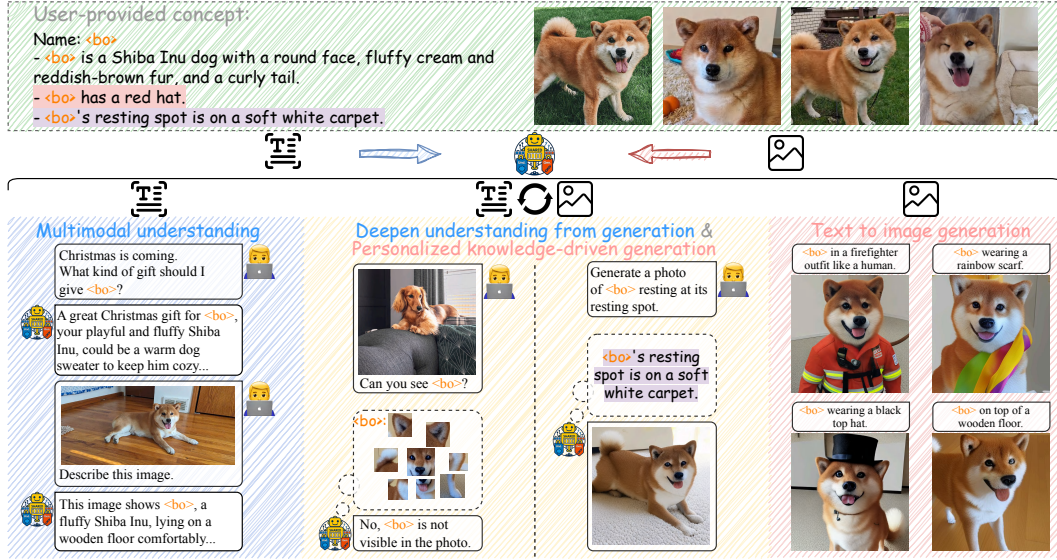 User-provided concept:
Name: <bo>
- <bo> is a Shiba Inu dog with a round face, fluffy cream and
reddish-brown fur, and a curly tail.
- <bo> has a red hat.
- <bo>'s resting spot is on a soft white carpet.
Multimodal understanding
Christmas is coming.
What kind of gift should I
give <bo>?
A great Christmas gift for <bo>,
your playful and fluffy Shiba
Inu, could be a warm dog
sweater to keep him cozy...
Describe this image.
This image shows <bo>, a
fluffy Shiba Inu, lying on a
wooden floor comfortably...
Deepen understanding from generation &
Personalized knowledge-driven generation
Can you see <bo>?
<bo>:
No, <bo> is not
visible in the photo.
Generate a photo
of <bo> resting at its
resting spot.
<bo>'s resting
spot is on a soft
white carpet.
Text to image generation
<bo> in a firefighter
outfit like a human.
<bo> wearing a
rainbow scarf.
<bo> wearing a black
top hat.
<bo> on top of a
wooden floor.